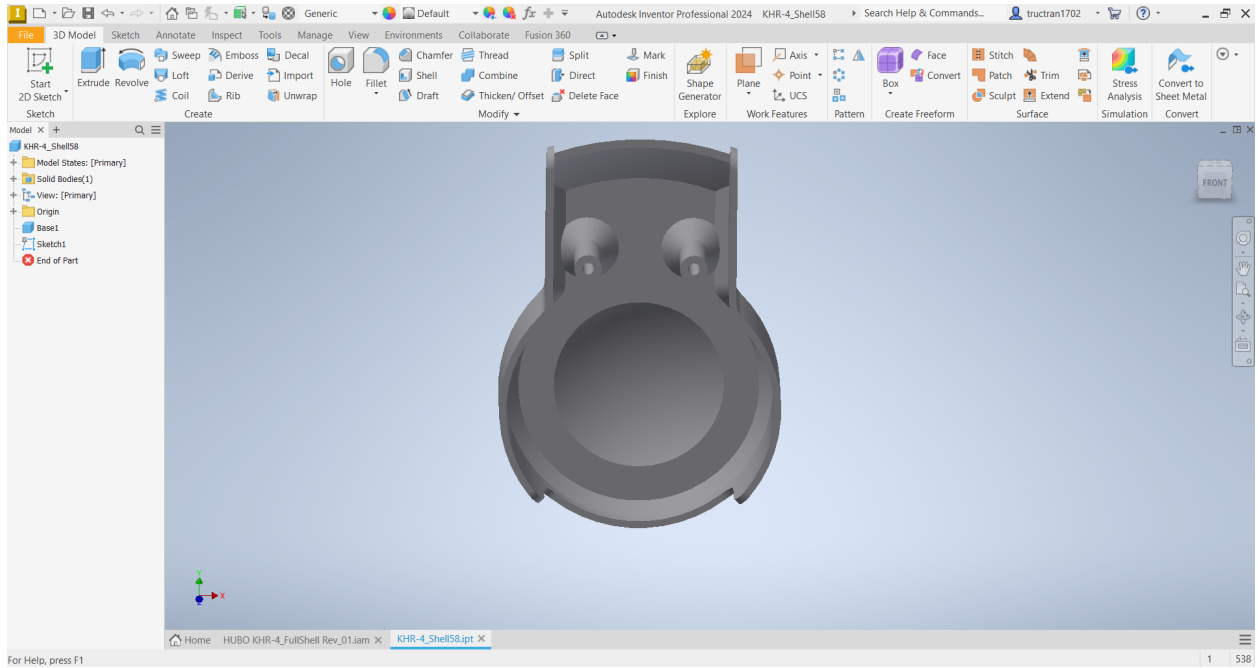 I Generic Default fx Autodesk Inventor Professional 2024 KHR-4_Shell58 Search Help & Commands... tructran1702 ?
File 3D Model Sketch Annotate Inspect Tools Manage View Environments Collaborate Fusion 360
Start
2D Sketch
Extrude Revolve
Sweep Emboss Decal
Loft Derive Import
Coil Rib Unwrap
Hole Fillet
Chamfer Thread
Shell Combine
Draft Thicken/ Offset
Split
Direct
Delete Face
Mark
Finish
Shape
Generator
Plane
Axis
Point
UCS
Box
Face
Convert
Stitch
Patch Trim
Sculpt Extend
Stress
Analysis
Convert to
Sheet Metal
Sketch Create Modify Explore Work Features Pattern Create Freeform Surface Simulation Convert
Model × +
KHR-4_Shell58
Model States: [Primary]
Solid Bodies(1)
View: [Primary]
Origin
Base1
Sketch1
End of Part
FRONT
Y
X
Z
Home HUBO KHR-4_FullShell Rev_01.iam KHR-4_Shell58.ipt
For Help, press F1 1 538